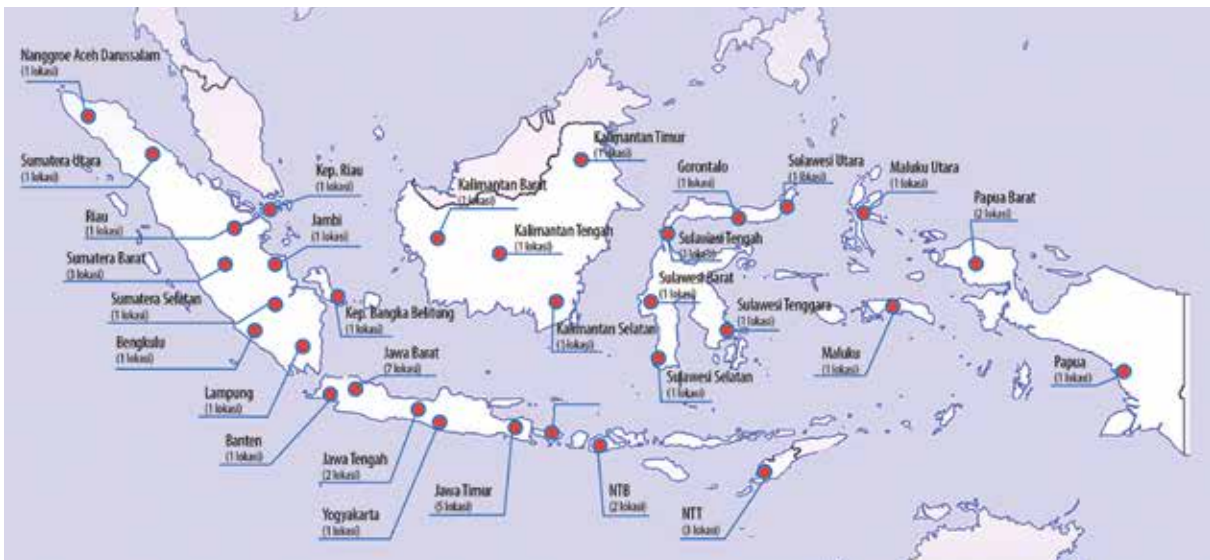 Nanggroe Aceh Darussalam
(1 lokasi)
Sumatera Utara
(1 lokasi)
Kep. Riau
(1 lokasi)
Riau
(1 lokasi)
Jambi
(1 lokasi)
Sumatera Barat
(3 lokasi)
Sumatera Selatan
(1 lokasi)
Bengkulu
(1 lokasi)
Lampung
(1 lokasi)
Kep. Bangka Belitung
(1 lokasi)
Banten
(1 lokasi)
Jawa Barat
(7 lokasi)
Jawa Tengah
(2 lokasi)
Yogyakarta
(1 lokasi)
Jawa Timur
(5 lokasi)
NTB
(2 lokasi)
NTT
(3 lokasi)
Kalimantan Barat
(1 lokasi)
Kalimantan Tengah
(1 lokasi)
Kalimantan Timur
(1 lokasi)
Kalimantan Selatan
(1 lokasi)
Gorontalo
(1 lokasi)
Sulawesi Utara
(1 lokasi)
Sulawesi Tengah
lokasi)
Sulawesi Barat
(1 lokasi)
Sulawesi Tenggara
(1 lokasi)
Sulawesi Selatan
(1 lokasi)
Maluku Utara
(1 lokasi)
Maluku
(1 lokasi)
Papua Barat
(2 lokasi)
Papua
(1 lokasi)